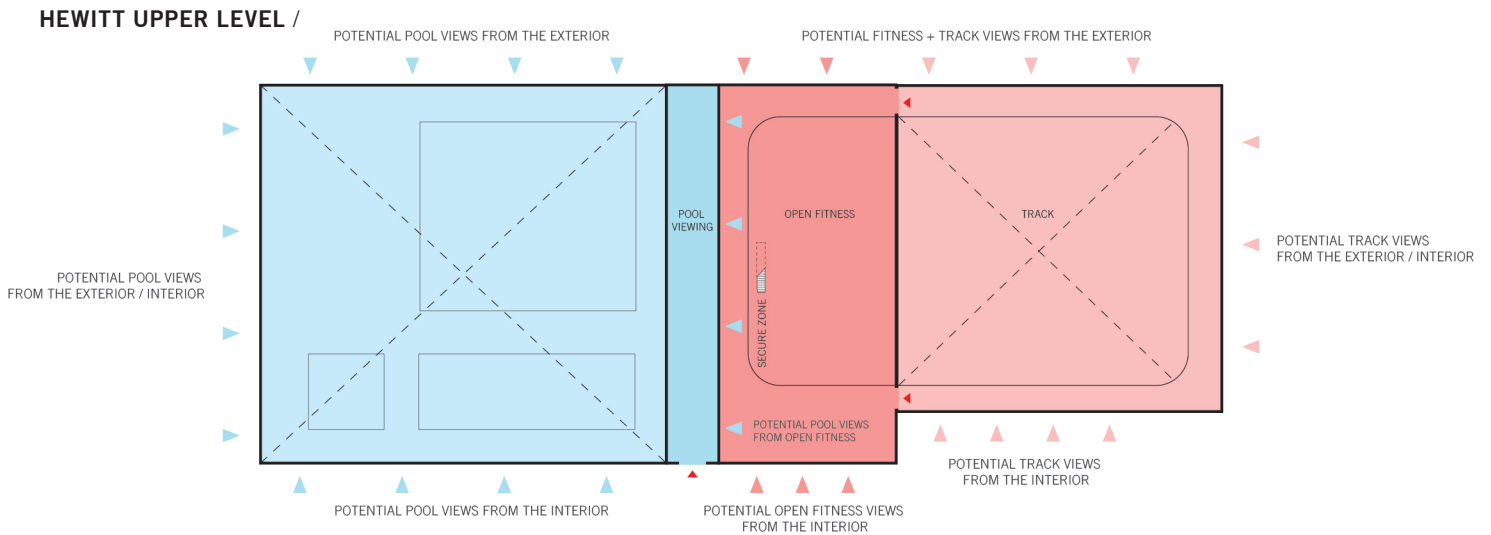 HEWITT UPPER LEVEL /
POTENTIAL POOL VIEWS FROM THE EXTERIOR
POTENTIAL FITNESS + TRACK VIEWS FROM THE EXTERIOR
POTENTIAL POOL VIEWS
FROM THE EXTERIOR / INTERIOR
POOL
VIEWING
OPEN FITNESS
TRACK
SECURE ZONE
POTENTIAL TRACK VIEWS
FROM THE EXTERIOR / INTERIOR
POTENTIAL POOL VIEWS
FROM OPEN FITNESS
POTENTIAL TRACK VIEWS
FROM THE INTERIOR
POTENTIAL POOL VIEWS FROM THE INTERIOR
POTENTIAL OPEN FITNESS VIEWS
FROM THE INTERIOR